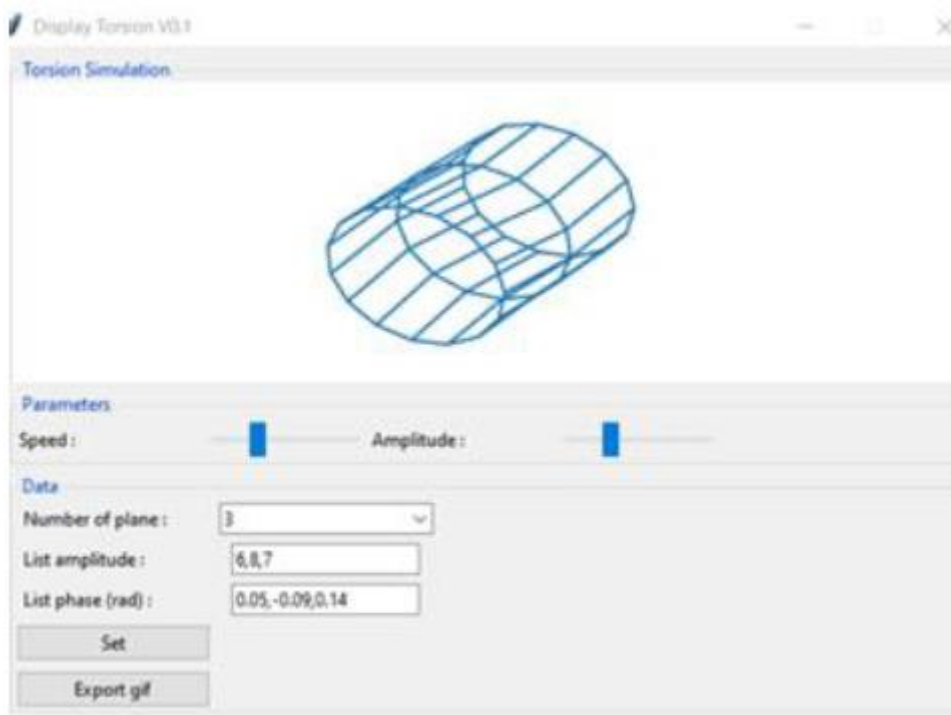 Display Torsion V0.1
Torsion Simulation
Parameters
Speed : Amplitude :
Data
Number of plane : 3
List amplitude : 6,8,7
List phase (rad) : 0.05,-0.09,0.14
Set
Export gif